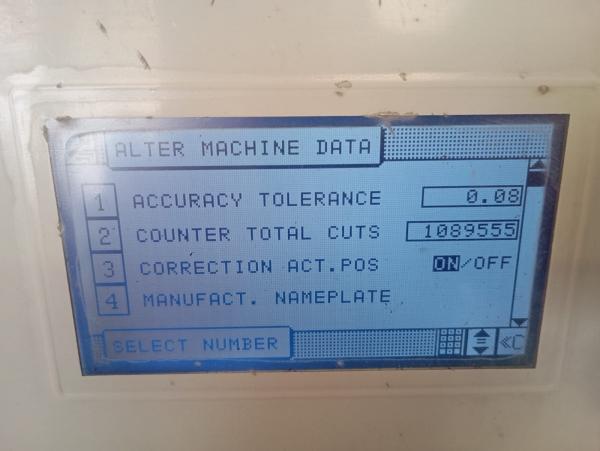 ALTER MACHINE DATA
1 ACCURACY TOLERANCE 0.08
2 COUNTER TOTAL CUTS 1089555
3 CORRECTION ACT.POS ON/OFF
4 MANUFACT. NAMEPLATE
SELECT NUMBER «C